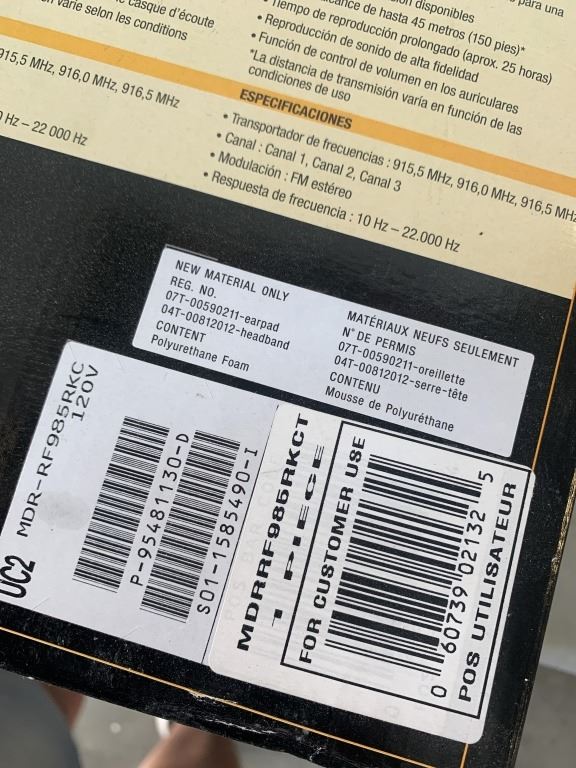 casque d'écoute
varie selon les conditions
915,5 MHz, 916,0 MHz, 916,5 MHz
Hz – 22 000 Hz
disponibles
para una
de hasta 45 metros (150 pies)*
• Tiempo de reproducción prolongado (aprox. 25 horas)
• Reproducción de sonido de alta fidelidad
• Función de control de volumen en los auriculares
*La distancia de transmisión varía en función de las
condiciones de uso
ESPECIFICACIONES
• Transportador de frecuencias : 915,5 MHz, 916,0 MHz, 916,5 MHz
• Canal : Canal 1, Canal 2, Canal 3
• Modulación : FM estéreo
• Respuesta de frecuencia : 10 Hz – 22.000 Hz
NEW MATERIAL ONLY
REG. NO.
07T-00590211-earpad
04T-00812012-headband
CONTENT
Polyurethane Foam
MATÉRIAUX NEUFS SEULEMENT
N° DE PERMIS
07T-00590211-oreillette
04T-00812012-serre-tête
CONTENU
Mousse de Polyuréthane
UC2 MDR-RF985RKC
120V
P-95481130-D
S01-1585490-I
MDRRF985RKCT
1 PIECE
FOR CUSTOMER USE
0 60739 02132 5
POS UTILISATEUR